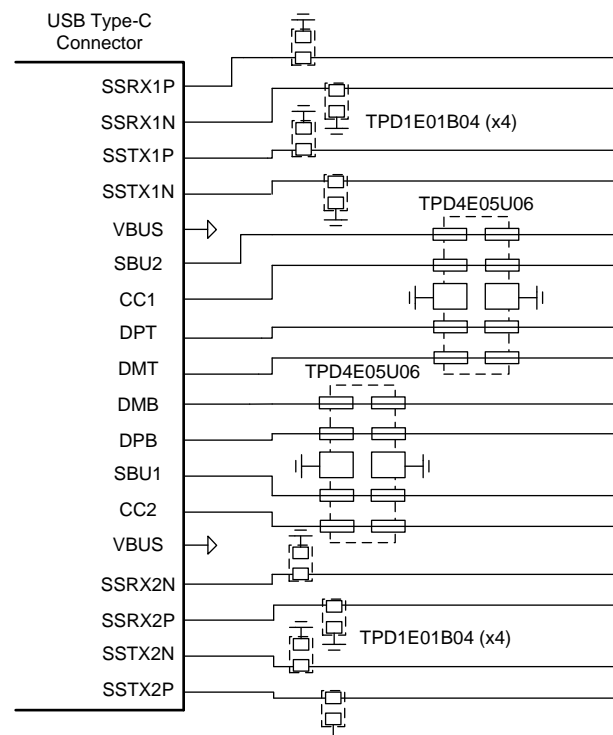 USB Type-C
Connector
SSRX1P
SSRX1N
TPD1E01B04 (x4)
SSTX1P
SSTX1N
TPD4E05U06
VBUS
SBU2
CC1
DPT
DMT
TPD4E05U06
DMB
DPB
SBU1
CC2
VBUS
SSRX2N
SSRX2P
TPD1E01B04 (x4)
SSTX2N
SSTX2P